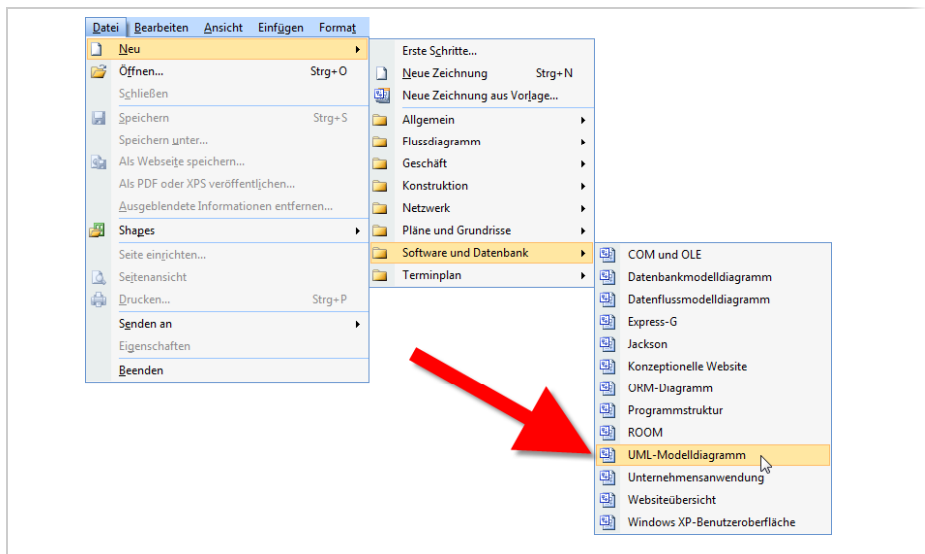 Datei Bearbeiten Ansicht Einfügen Format
Neu
Öffnen... Strg+O
Schließen
Speichern Strg+S
Speichern unter...
Als Webseite speichern...
Als PDF oder XPS veröffentlichen...
Ausgeblendete Informationen entfernen...
Shapes
Seite einrichten...
Seitenansicht
Drucken... Strg+P
Senden an
Eigenschaften
Beenden
Erste Schritte...
Neue Zeichnung Strg+N
Neue Zeichnung aus Vorlage...
Allgemein
Flussdiagramm
Geschäft
Konstruktion
Netzwerk
Pläne und Grundrisse
Software und Datenbank
Terminplan
COM und OLE
Datenbankmodelldiagramm
Datenflussmodelldiagramm
Express-G
Jackson
Konzeptionelle Website
ORM-Diagramm
Programmstruktur
ROOM
UML-Modelldiagramm
Unternehmensanwendung
Websiteübersicht
Windows XP-Benutzeroberfläche